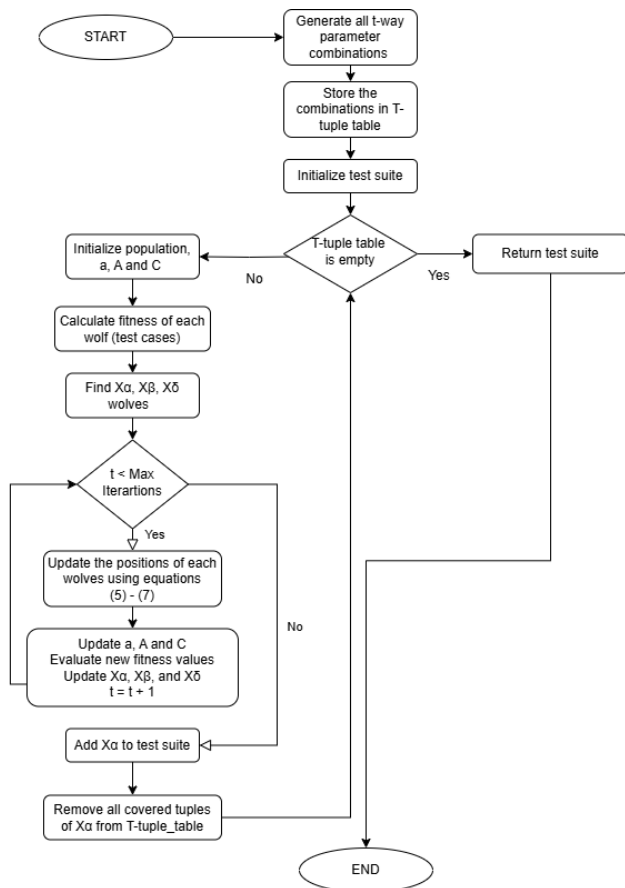 START
Generate all t-way
parameter
combinations
Store the
combinations in T-
tuple table
Initialize test suite
T-tuple table
is empty
Yes
Return test suite
No
Initialize population,
a, A and C
Calculate fitness of each
wolf (test cases)
Find Xα, Xβ, Xδ
wolves
t < Max
Iterartions
Yes
Update the positions of each
wolves using equations
(5) - (7)
Update a, A and C
Evaluate new fitness values
Update Xα, Xβ, and Xδ
t = t + 1
No
Add Xα to test suite
Remove all covered tuples
of Xα from T-tuple_table
END